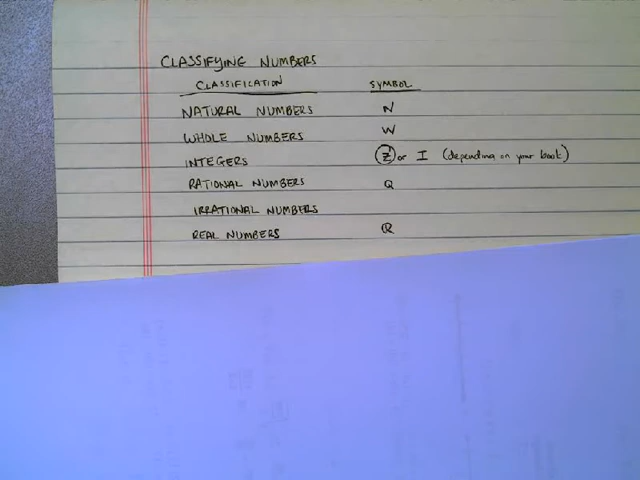 CLASSIFYING NUMBERS
CLASSIFICATION SYMBOL
NATURAL NUMBERS N
WHOLE NUMBERS W
INTEGERS Z or I (depending on your book)
RATIONAL NUMBERS Q
IRRATIONAL NUMBERS
REAL NUMBERS ℝ